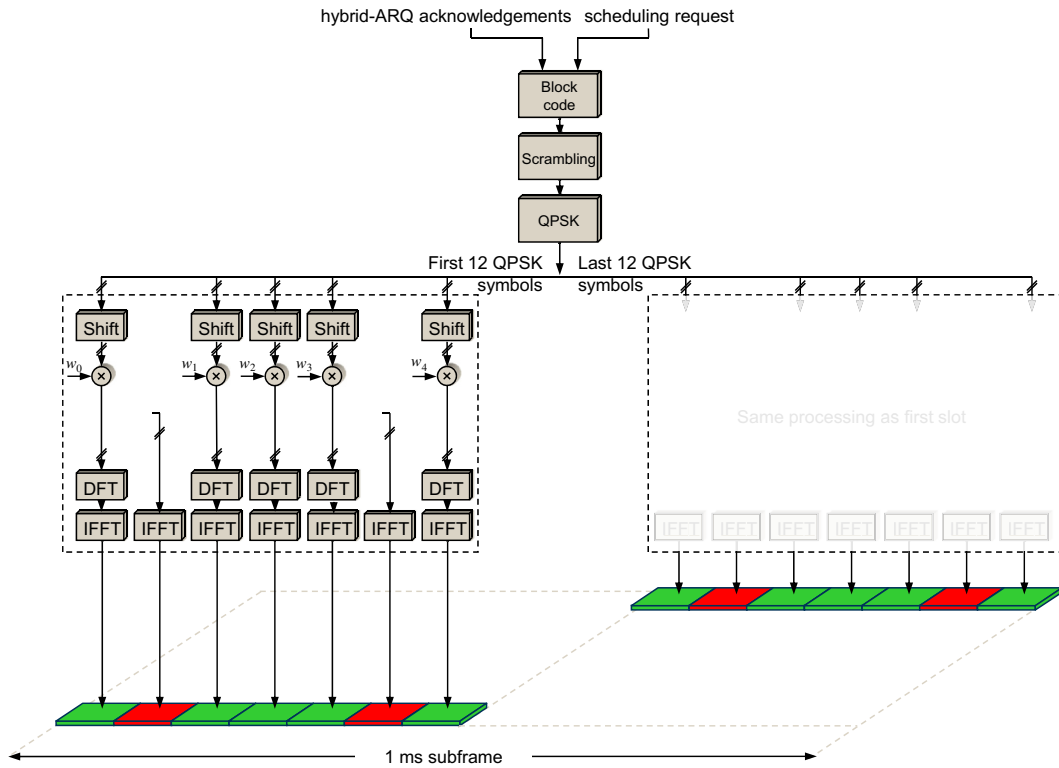 hybrid-ARQ acknowledgements scheduling request
Block
code
Scrambling
QPSK
First 12 QPSK
symbols
Last 12 QPSK
symbols
Shift Shift Shift Shift Shift
w0 × w1 × w2 × w3 × w4 ×
Same processing as first slot
DFT DFT DFT DFT DFT
IFFT IFFT IFFT IFFT IFFT IFFT IFFT
IFFT IFFT IFFT IFFT IFFT IFFT IFFT
1 ms subframe